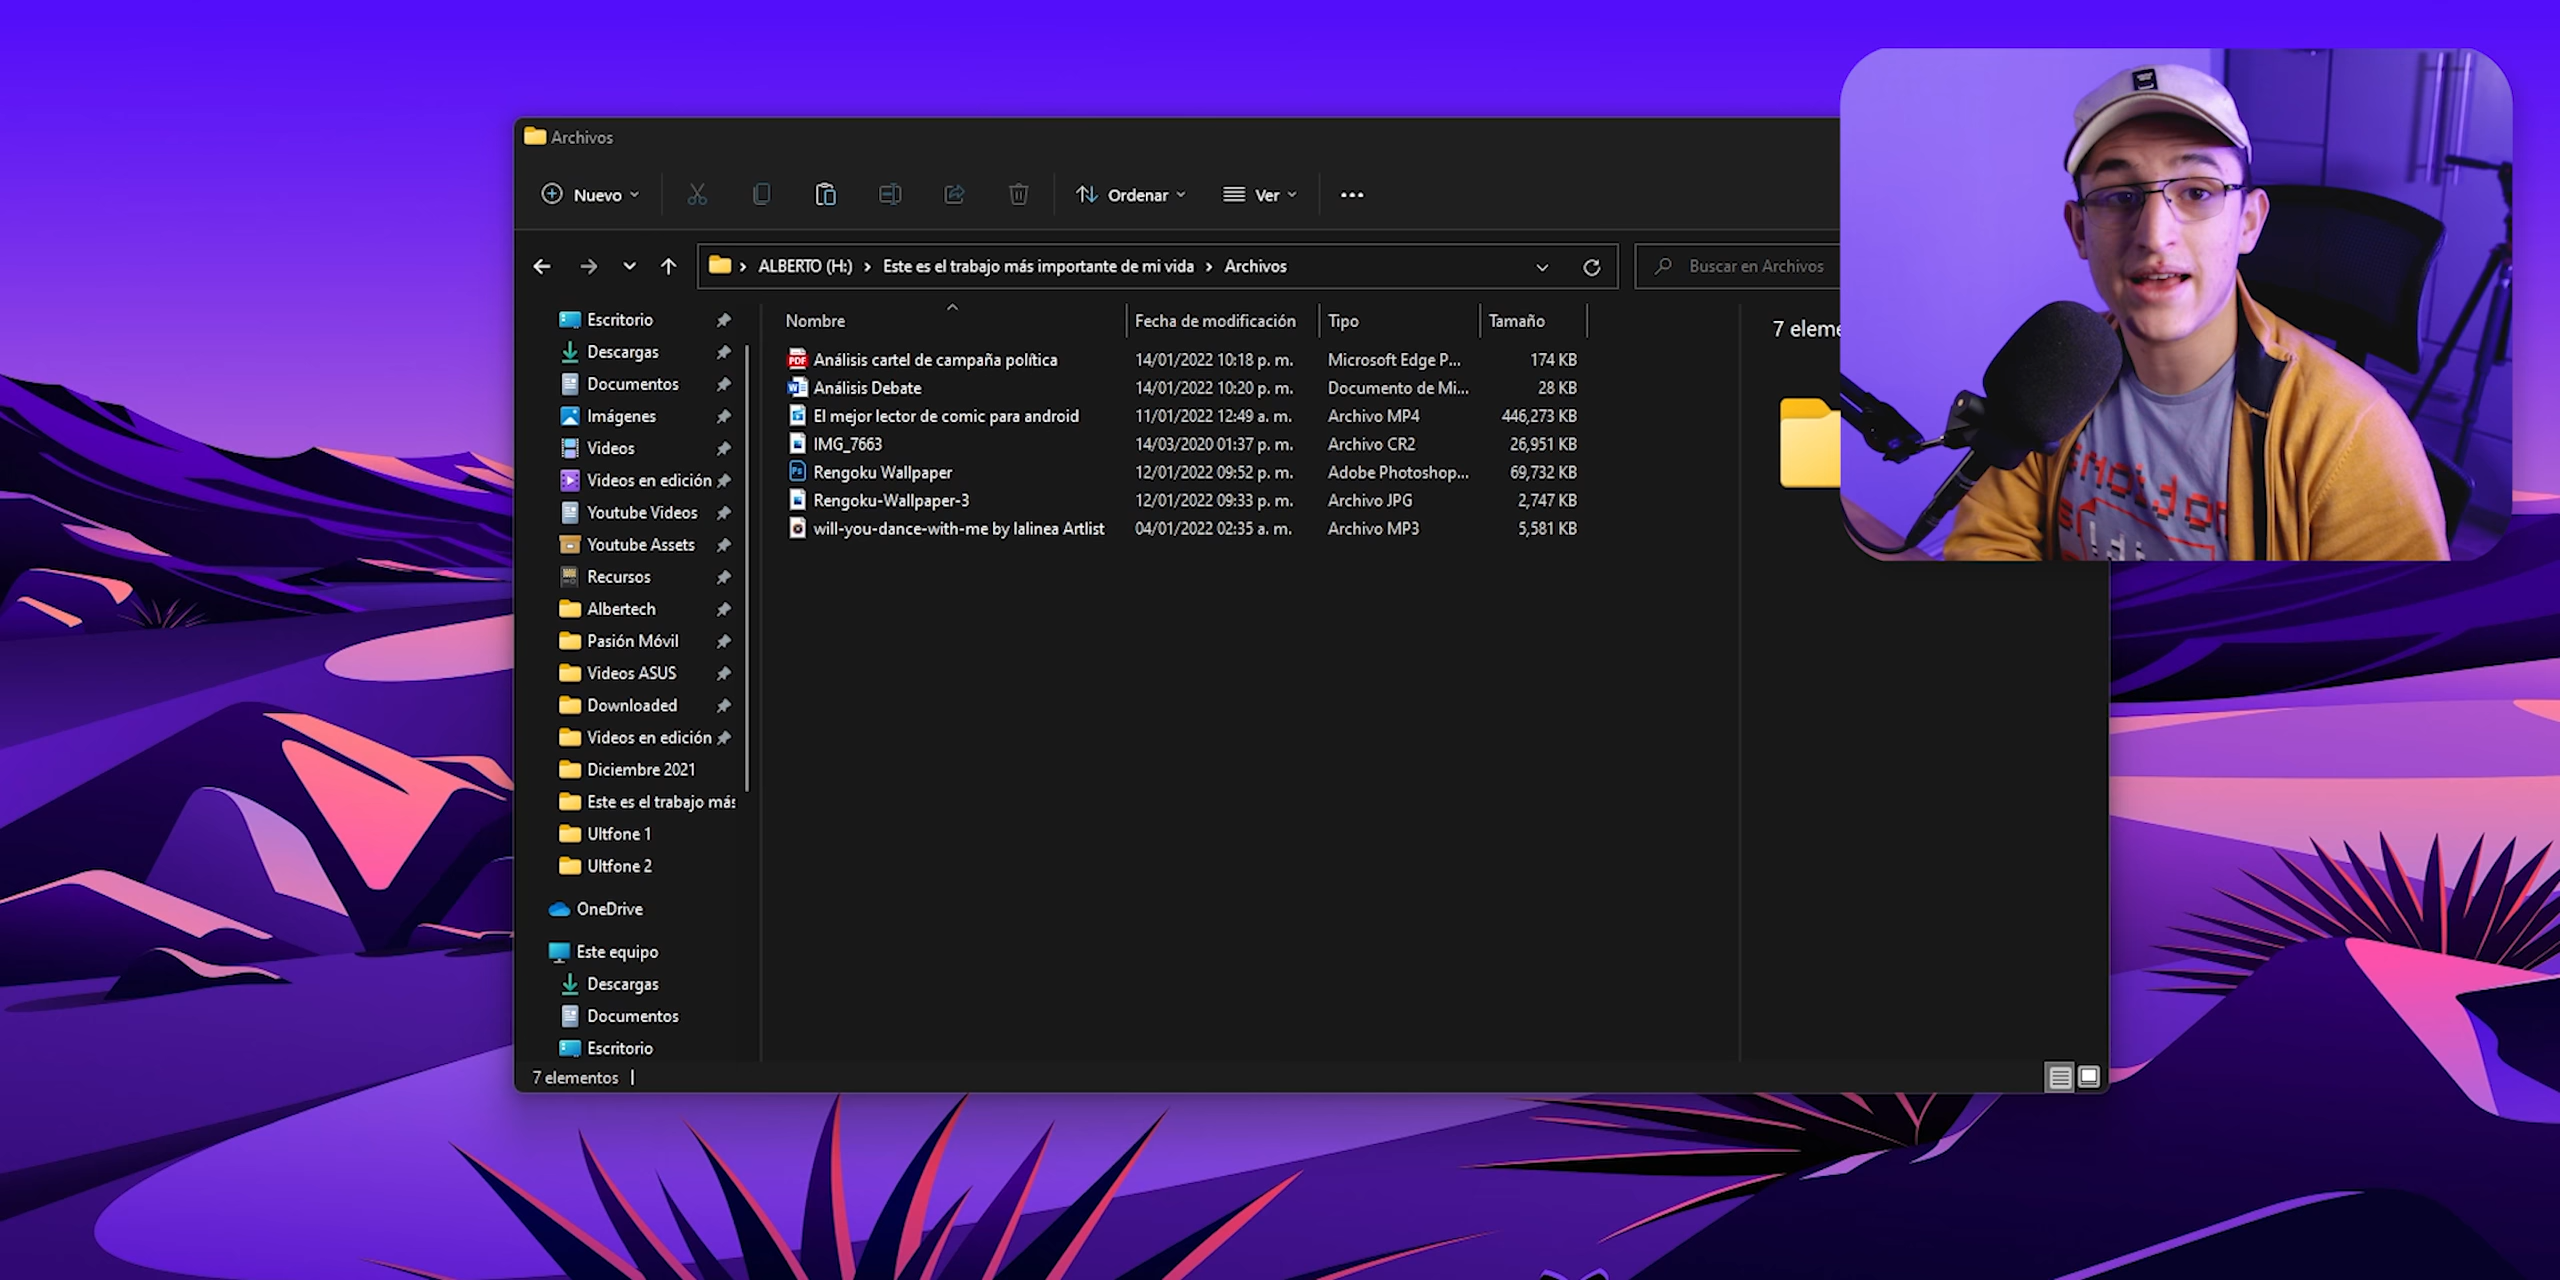 Archivos
Nuevo
Ordenar
Ver
ALBERTO (H:) › Este es el trabajo más importante de mi vida › Archivos
Buscar en Archivos
Nombre Fecha de modificación Tipo Tamaño
Análisis cartel de campaña política 14/01/2022 10:18 p. m. Microsoft Edge P... 174 KB
Análisis Debate 14/01/2022 10:20 p. m. Documento de Mi... 28 KB
El mejor lector de comic para android 11/01/2022 12:49 a. m. Archivo MP4 446,273 KB
IMG_7663 14/03/2020 01:37 p. m. Archivo CR2 26,951 KB
Rengoku Wallpaper 12/01/2022 09:52 p. m. Adobe Photoshop... 69,732 KB
Rengoku-Wallpaper-3 12/01/2022 09:33 p. m. Archivo JPG 2,747 KB
will-you-dance-with-me by lalinea Artlist 04/01/2022 02:35 a. m. Archivo MP3 5,581 KB
7 eleme
Escritorio
Descargas
Documentos
Imágenes
Videos
Videos en edición
Youtube Videos
Youtube Assets
Recursos
Albertech
Pasión Móvil
Videos ASUS
Downloaded
Videos en edición
Diciembre 2021
Este es el trabajo más
Ultfone 1
Ultfone 2
OneDrive
Este equipo
Descargas
Documentos
Escritorio
7 elementos